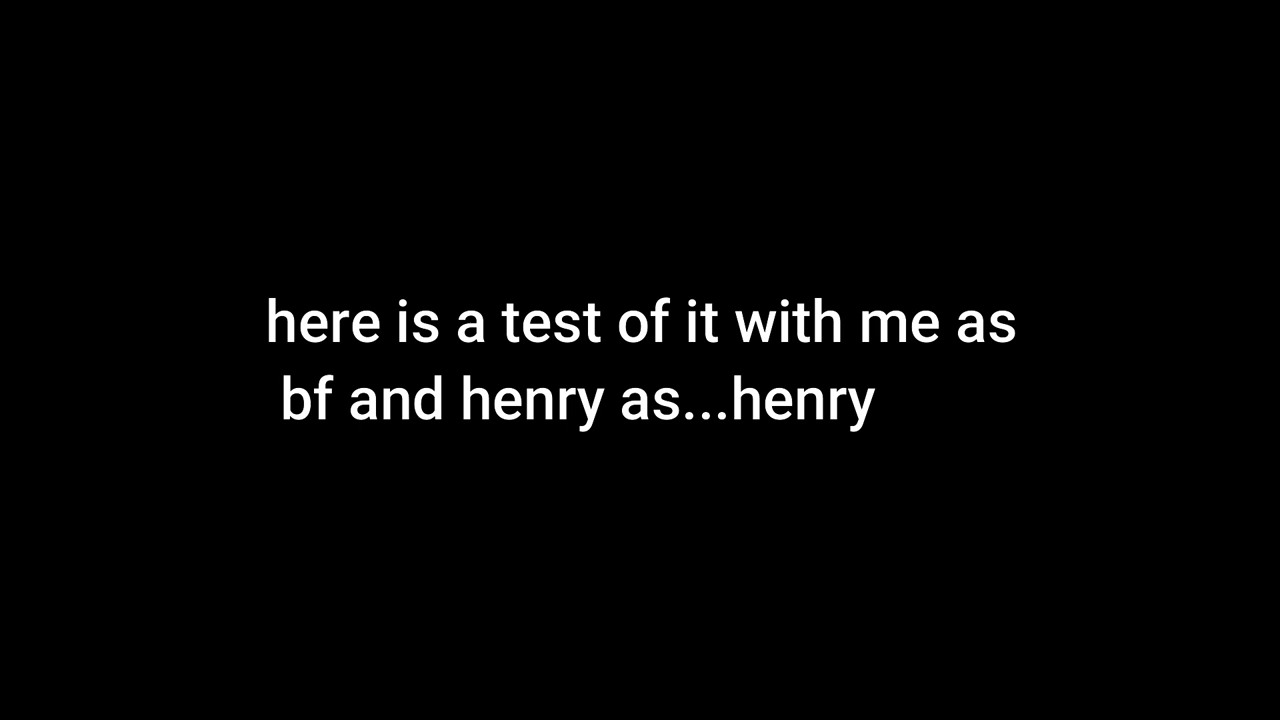 here is a test of it with me as
bf and henry as...henry